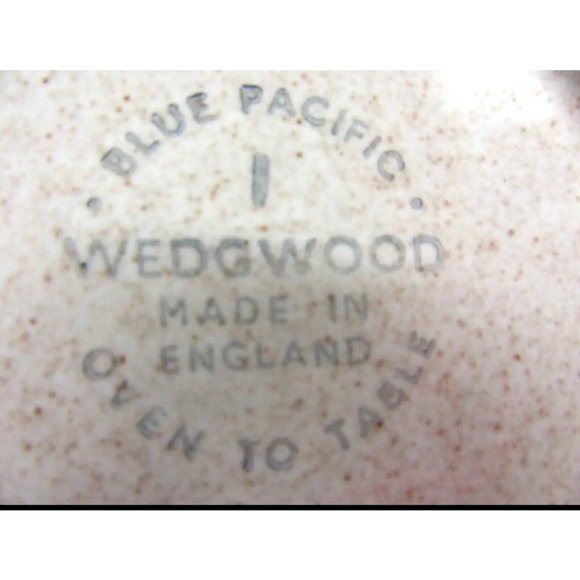 · BLUE PACIFIC ·
I
WEDGWOOD
MADE IN
ENGLAND
OVEN TO TABLE